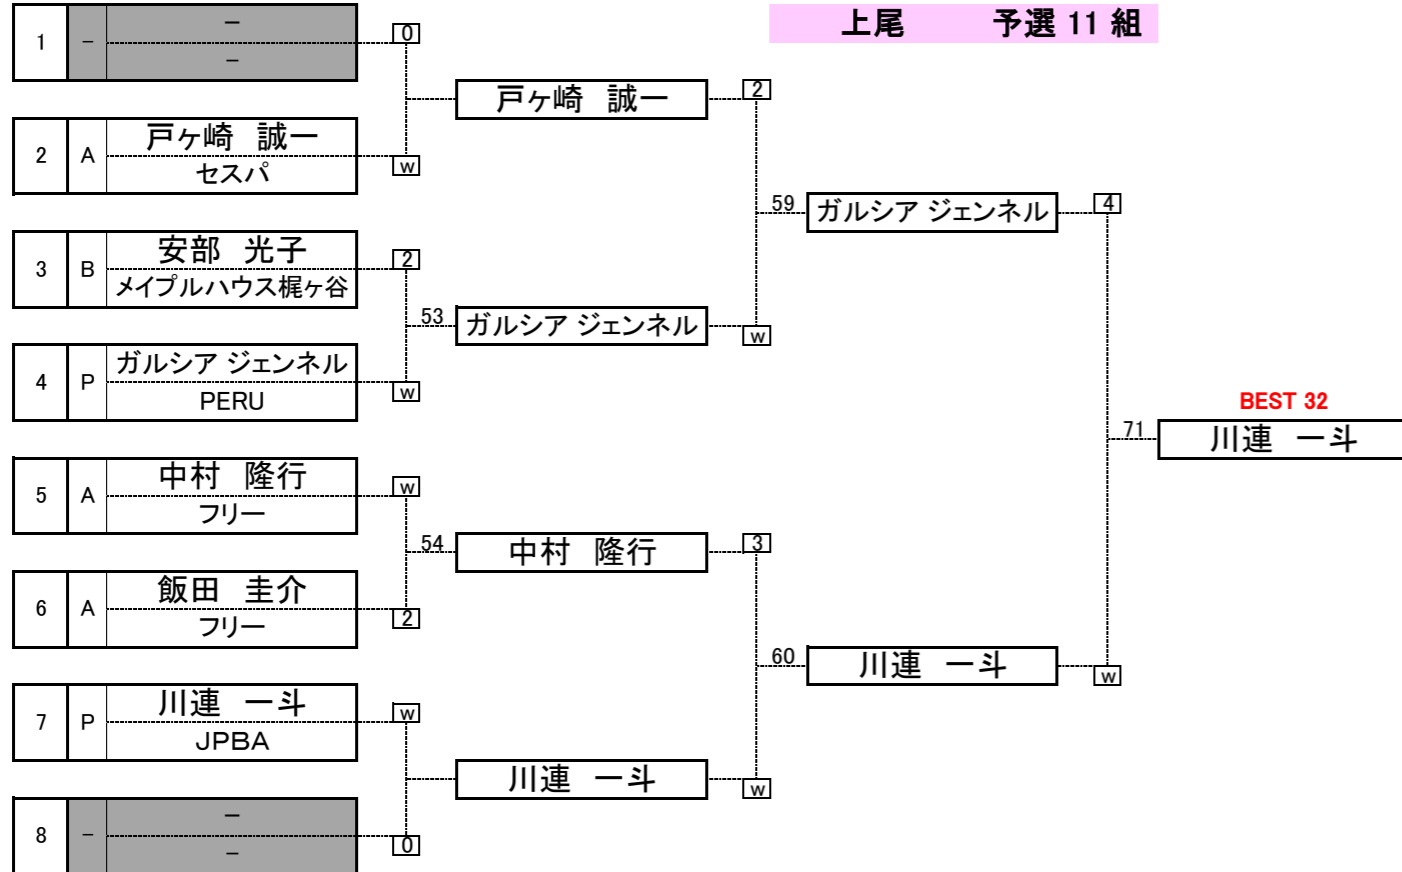 上尾 予選 11 組
1 - -
-
0
2 A 戸ヶ崎 誠一
セスパ
w
戸ヶ崎 誠一
2
3 B 安部 光子
メイプルハウス梶ヶ谷
2
4 P ガルシア ジェンネル
PERU
w
53 ガルシア ジェンネル
w
59 ガルシア ジェンネル
4
5 A 中村 隆行
フリー
w
6 A 飯田 圭介
フリー
2
54 中村 隆行
3
7 P 川連 一斗
JPBA
w
8 - -
-
0
川連 一斗
w
60 川連 一斗
w
BEST 32
71 川連 一斗